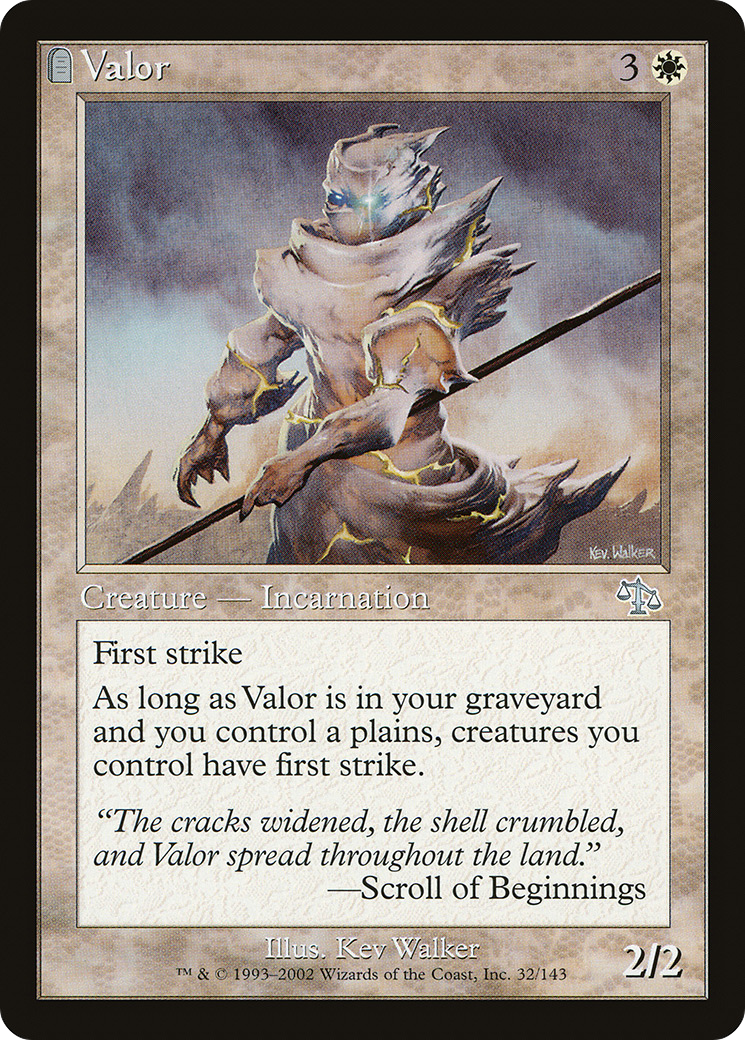 Valor 3
KEV. WALKER
Creature — Incarnation
First strike
As long as Valor is in your graveyard
and you control a plains, creatures you
control have first strike.
“The cracks widened, the shell crumbled,
and Valor spread throughout the land.”
—Scroll of Beginnings
Illus. Kev Walker
™ & © 1993–2002 Wizards of the Coast, Inc. 32/143
2/2